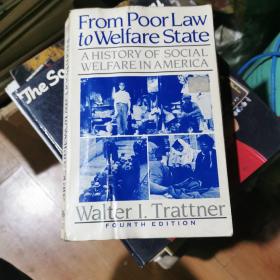 From Poor Law
to Welfare State
A HISTORY OF SOCIAL
WELFARE IN AMERICA
Walter I. Trattner
FOURTH EDITION
The So